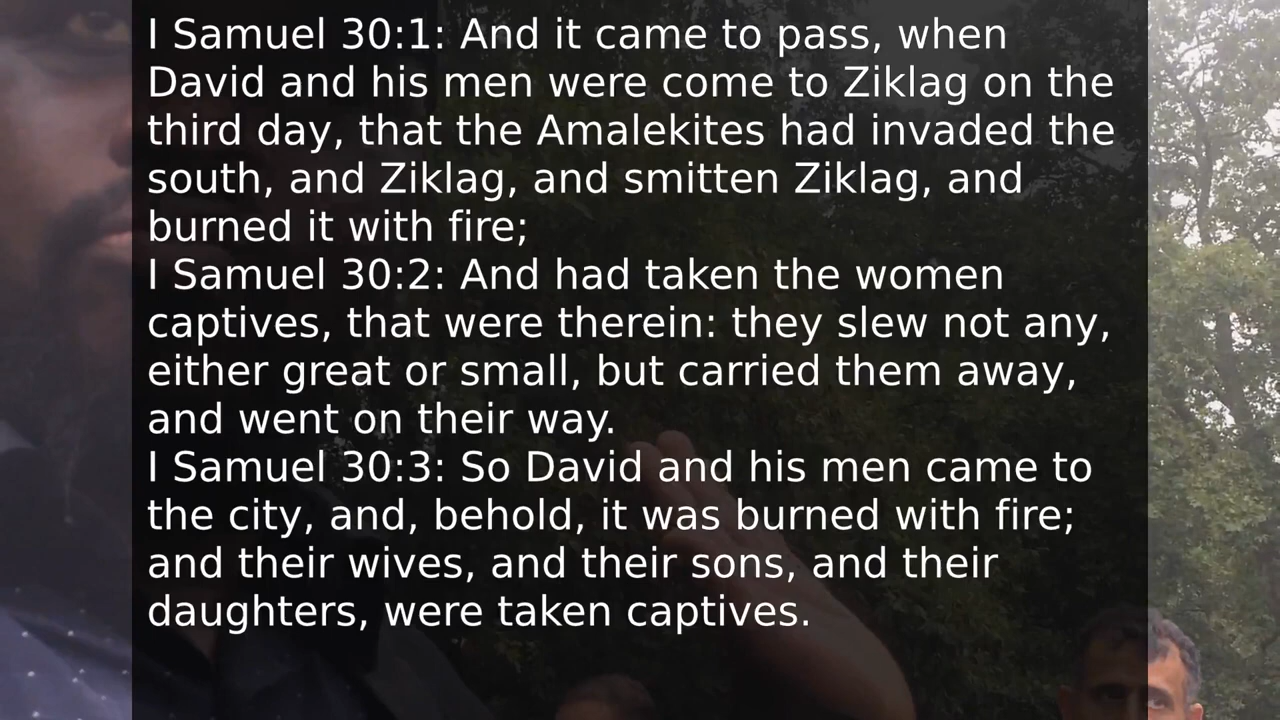 I Samuel 30:1: And it came to pass, when
David and his men were come to Ziklag on the
third day, that the Amalekites had invaded the
south, and Ziklag, and smitten Ziklag, and
burned it with fire;
I Samuel 30:2: And had taken the women
captives, that were therein: they slew not any,
either great or small, but carried them away,
and went on their way.
I Samuel 30:3: So David and his men came to
the city, and, behold, it was burned with fire;
and their wives, and their sons, and their
daughters, were taken captives.